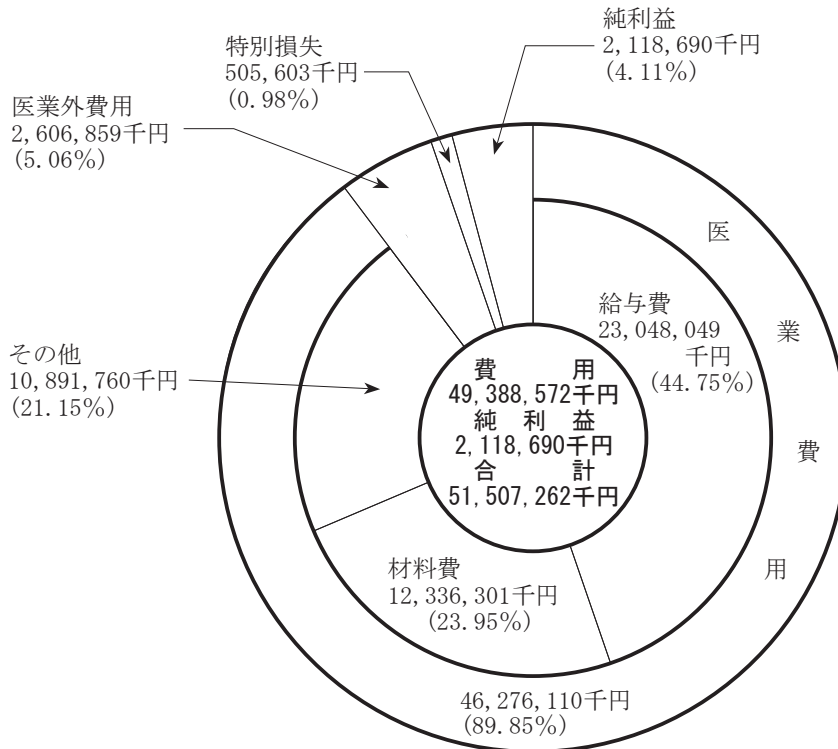 純利益
2,118,690千円
(4.11%)
特別損失
505,603千円
(0.98%)
医業外費用
2,606,859千円
(5.06%)
医
業
費
用
給与費
23,048,049
千円
(44.75%)
その他
10,891,760千円
(21.15%)
費 用
49,388,572千円
純 利 益
2,118,690千円
合 計
51,507,262千円
材料費
12,336,301千円
(23.95%)
46,276,110千円
(89.85%)